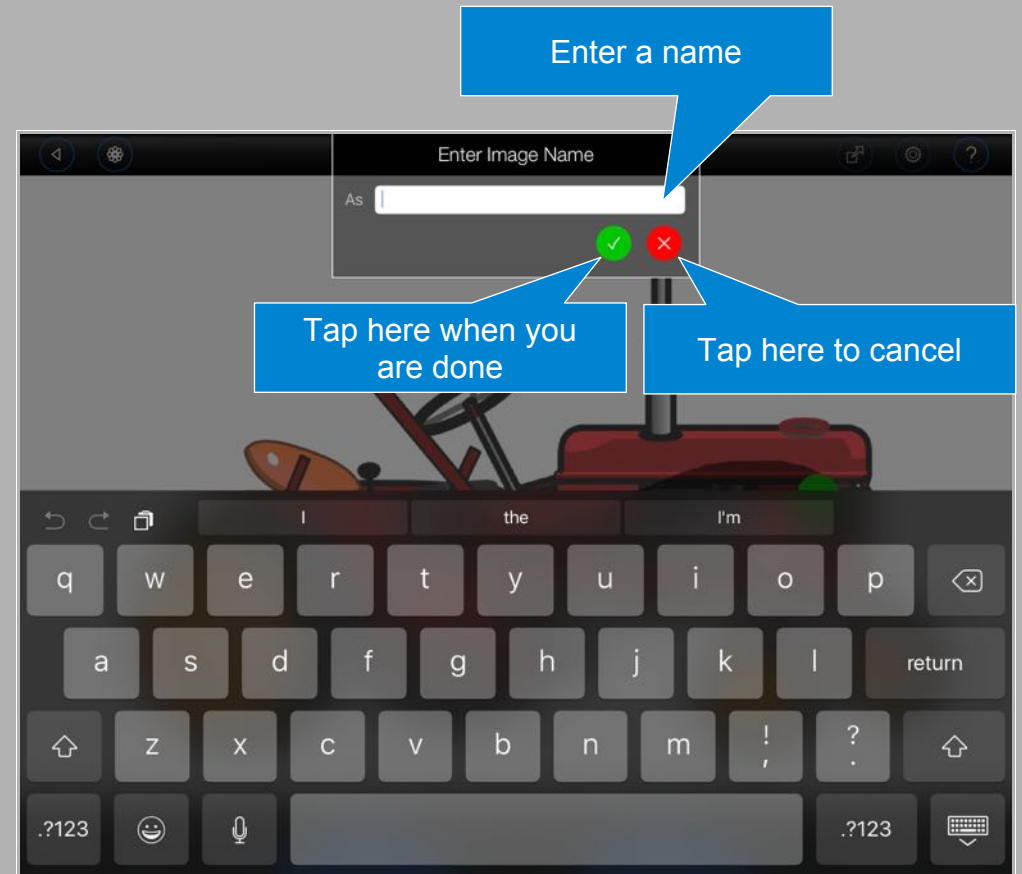 Enter a name
Enter Image Name
?
As
Tap here when you
are done
Tap here to cancel
I the I'm
q w e r t y u i o p
a s d f g h j k l return
z x c v b n m ! , ? .
.?123 .?123